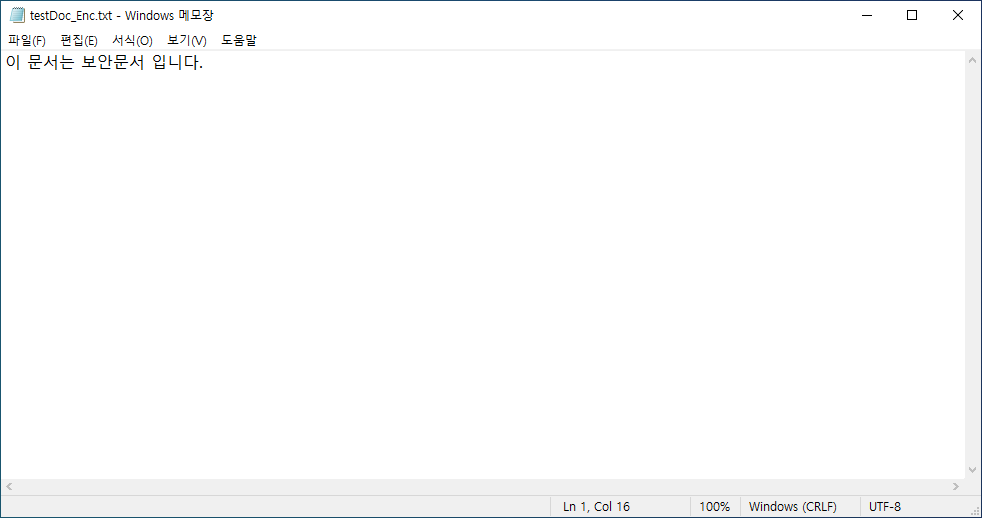 testDoc_Enc.txt - Windows 메모장
파일(F) 편집(E) 서식(O) 보기(V) 도움말
이 문서는 보안문서 입니다.
Ln 1, Col 16 100% Windows (CRLF) UTF-8